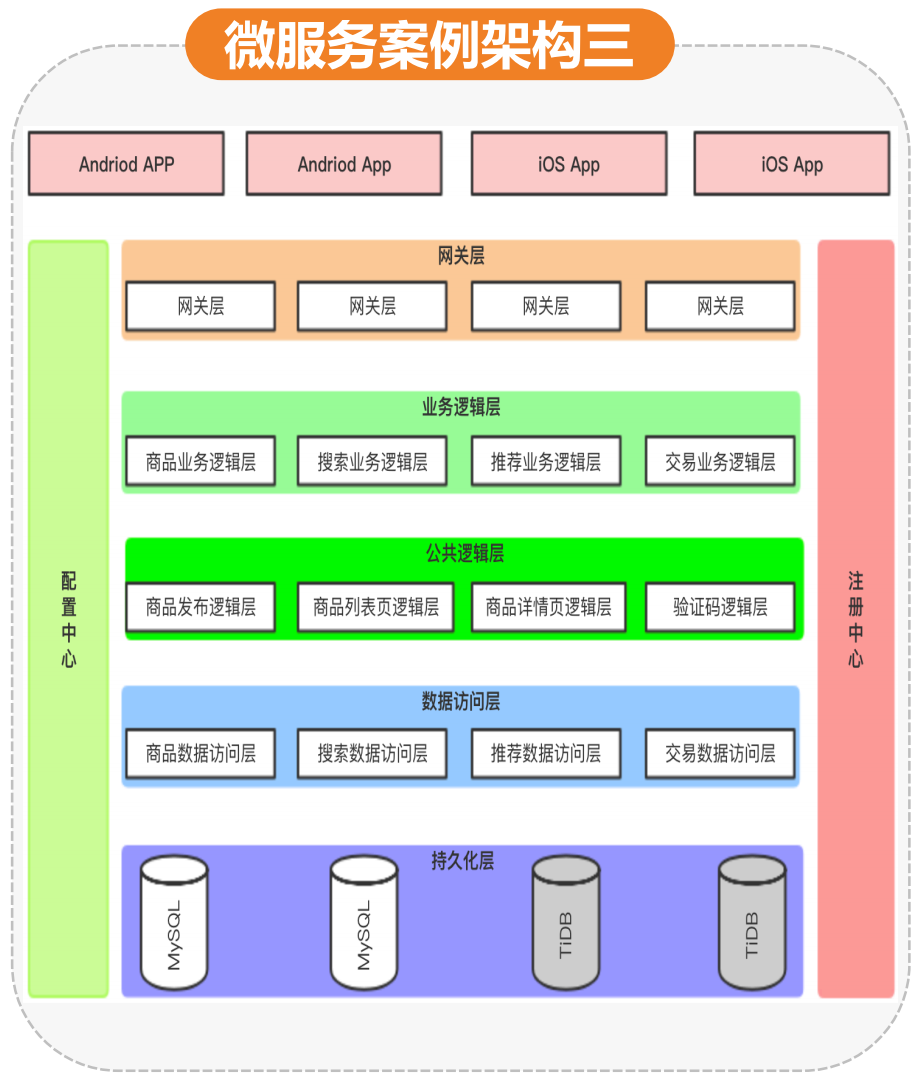 微服务案例架构三
Andriod APP
Andriod App
iOS App
iOS App
配置中心
网关层
网关层
网关层
网关层
网关层
业务逻辑层
商品业务逻辑层
搜索业务逻辑层
推荐业务逻辑层
交易业务逻辑层
公共逻辑层
商品发布逻辑层
商品列表页逻辑层
商品详情页逻辑层
验证码逻辑层
数据访问层
商品数据访问层
搜索数据访问层
推荐数据访问层
交易数据访问层
持久化层
MySQL
MySQL
TiDB
TiDB
注册中心